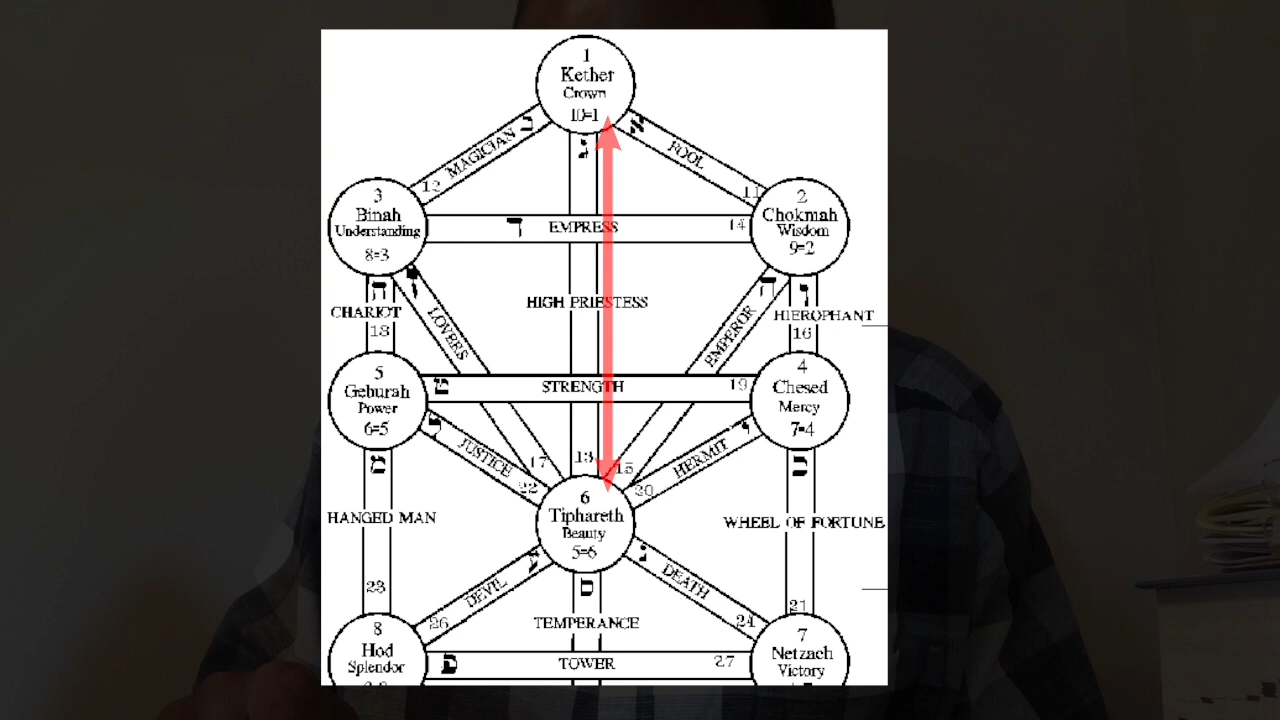 1
Kether
Crown
10=1
ב
MAGICIAN
12
א
FOOL
11
ג
3
Binah
Understanding
8=3
2
Chokmah
Wisdom
9=2
ד
EMPRESS
14
ה
EMPEROR
15
ו
HIEROPHANT
16
LOVERS
17
CHARIOT
18
HIGH PRIESTESS
13
5
Geburah
Power
6=5
4
Chesed
Mercy
7=4
STRENGTH
19
JUSTICE
22
י
HERMIT
20
מ
HANGED MAN
23
כ
WHEEL OF FORTUNE
21
6
Tiphareth
Beauty
5=6
DEVIL
26
נ
DEATH
24
ס
TEMPERANCE
8
Hod
Splendor
פ
TOWER
27
7
Netzach
Victory